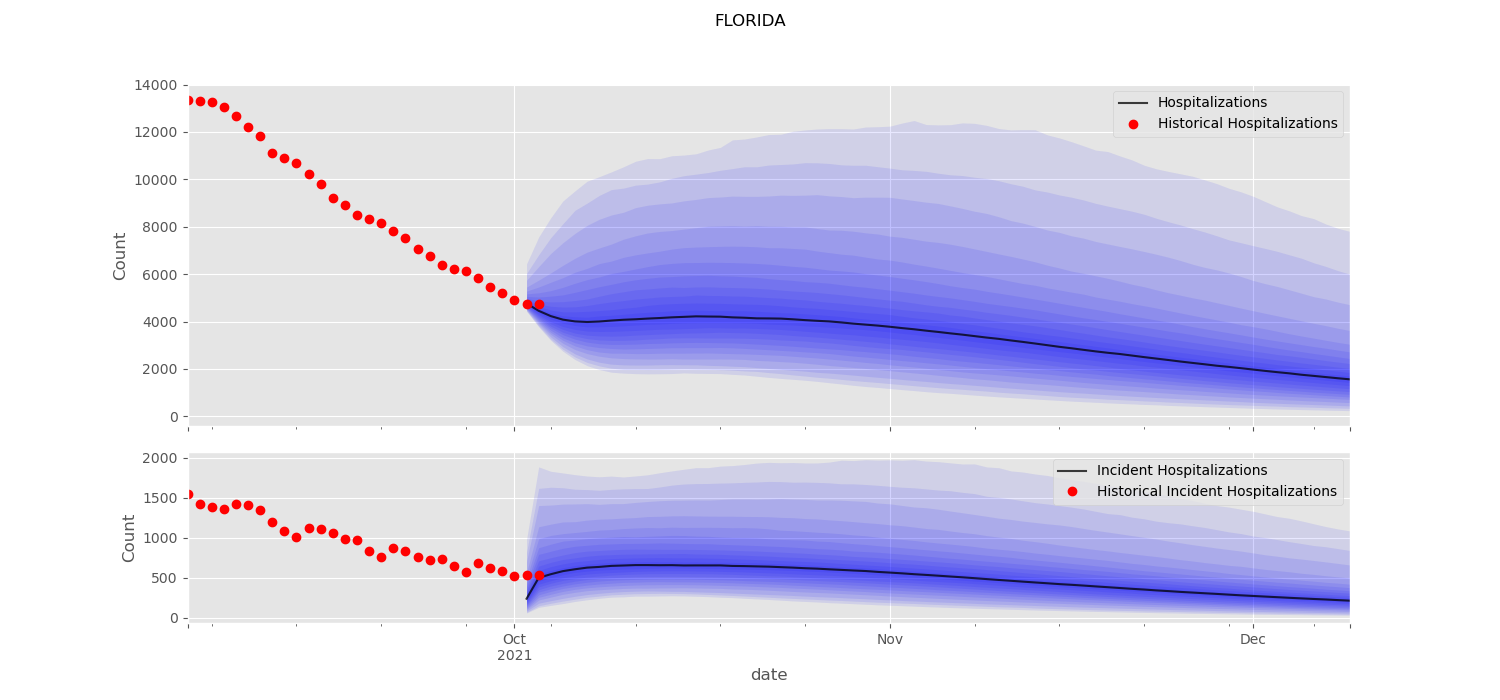 FLORIDA
Count
14000
12000
10000
8000
6000
4000
2000
0
Hospitalizations
Historical Hospitalizations
Count
2000
1500
1000
500
0
Incident Hospitalizations
Historical Incident Hospitalizations
Oct
2021
Nov
Dec
date